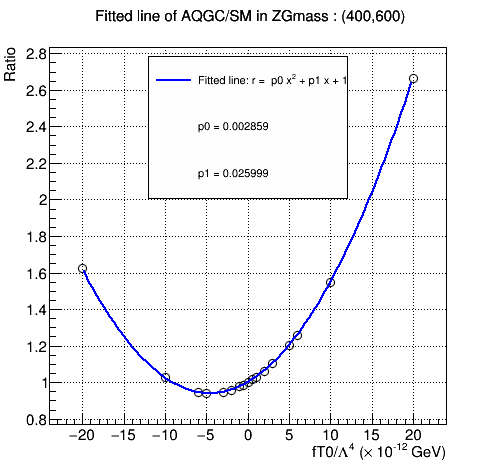 Fitted line of AQGC/SM in ZGmass : (400,600)
Ratio
2.8
2.6
2.4
2.2
2
1.8
1.6
1.4
1.2
1
0.8
Fitted line: r = p0 x² + p1 x + 1
p0 = 0.002859
p1 = 0.025999
−20 −15 −10 −5 0 5 10 15 20
fT0/Λ⁴ (× 10⁻¹² GeV)